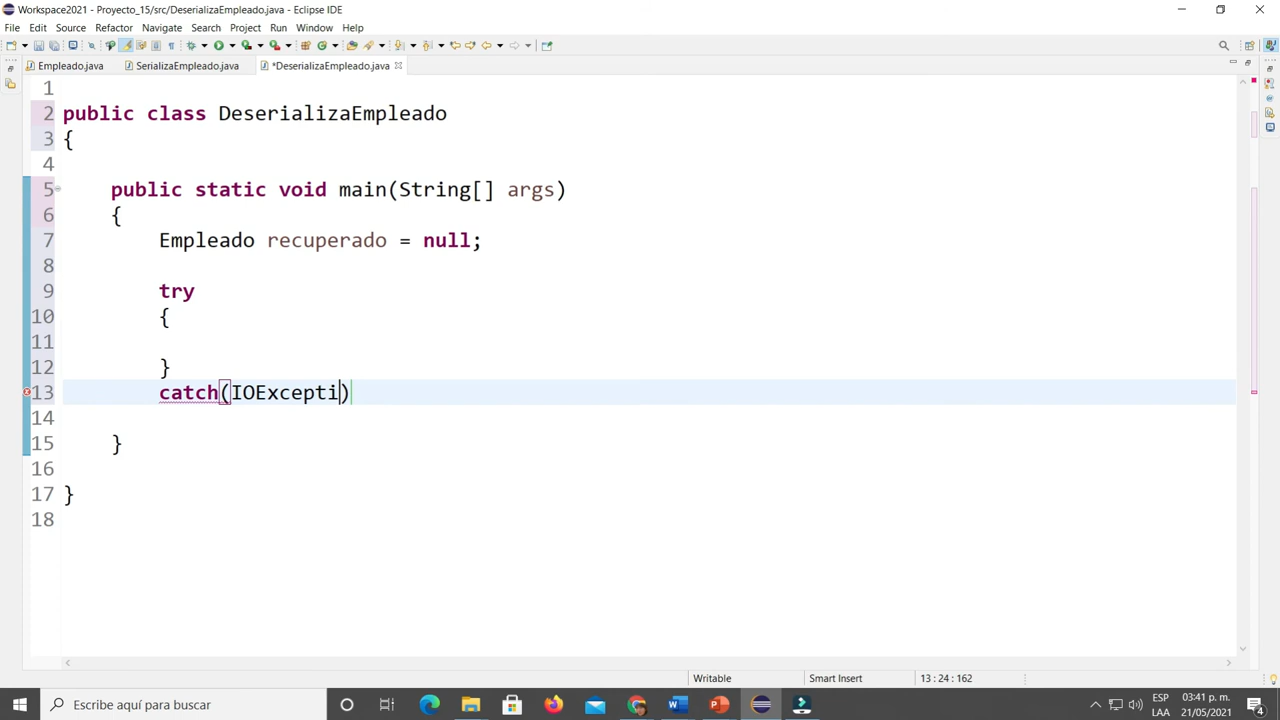 Workspace2021 - Proyecto_15/src/DeserializaEmpleado.java - Eclipse IDE
File Edit Source Refactor Navigate Search Project Run Window Help
Empleado.java SerializaEmpleado.java *DeserializaEmpleado.java
1
2 public class DeserializaEmpleado
3 {
4
5 public static void main(String[] args)
6 {
7 Empleado recuperado = null;
8
9 try
10 {
11
12 }
13 catch(IOExcepti)
14
15 }
16
17 }
18
Writable Smart Insert 13 : 24 : 162
Escribe aquí para buscar ESP 03:41 p. m.
LAA 21/05/2021 4